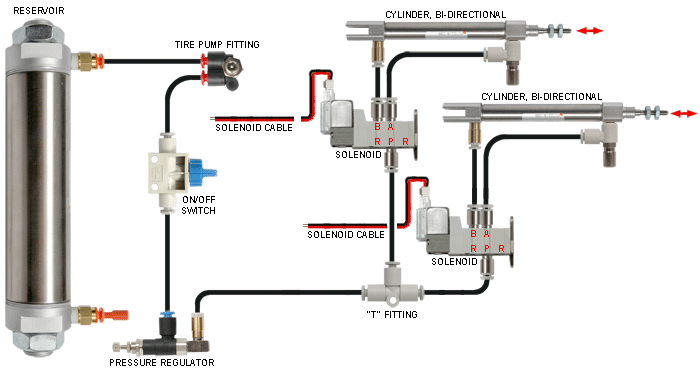 RESERVOIR
CYLINDER, BI-DIRECTIONAL
TIRE PUMP FITTING
CYLINDER, BI-DIRECTIONAL
SOLENOID CABLE
B A
R P R
SOLENOID
ON/OFF
SWITCH
SOLENOID CABLE
B A
R P R
SOLENOID
"T" FITTING
PRESSURE REGULATOR